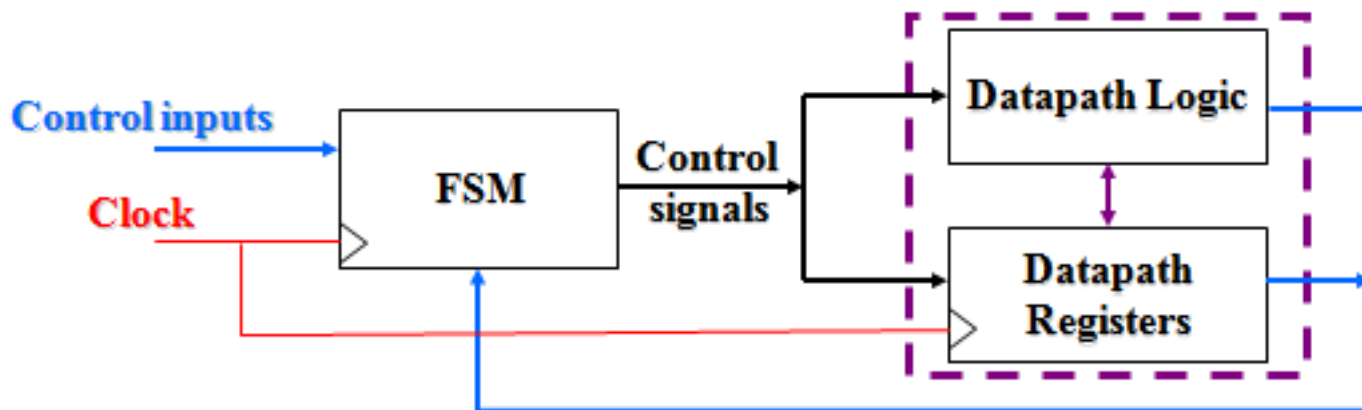 Datapath Logic
Control inputs
FSM
Control
signals
Clock
Datapath
Registers